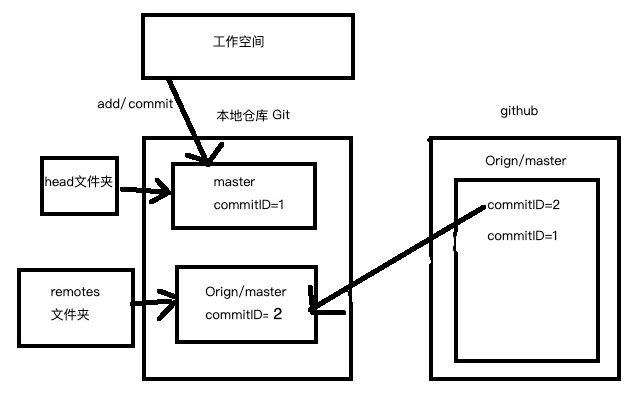 工作空间
add/commit
本地仓库 Git
github
head文件夹
master
commitID=1
Orign/master
commitID=2
commitID=1
remotes
文件夹
Orign/master
commitID= 2